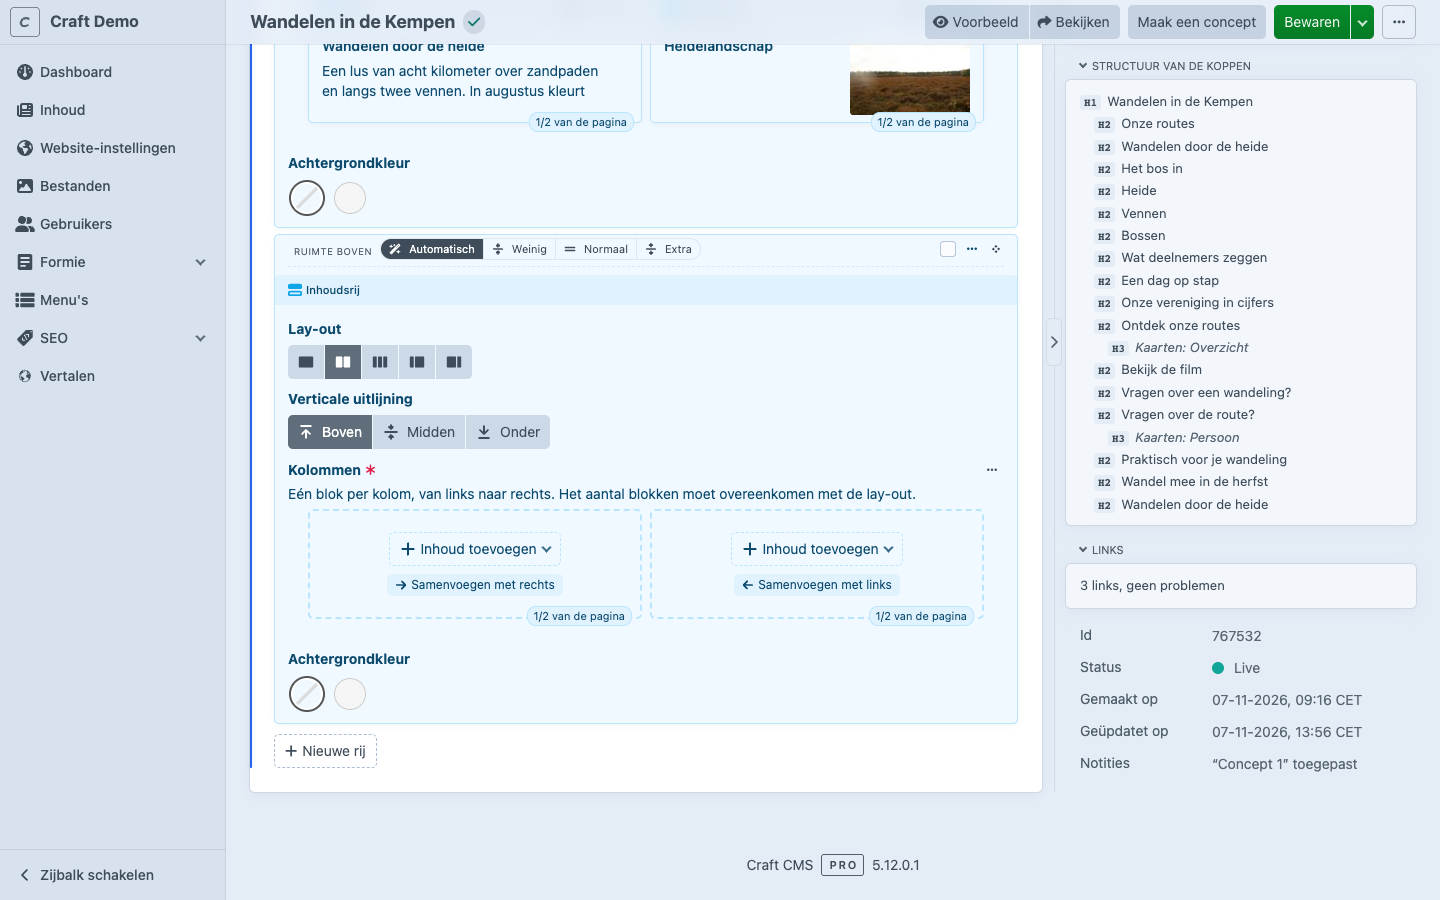 Craft Demo
Dashboard
Inhoud
Website-instellingen
Bestanden
Gebruikers
Formie
Menu's
SEO
Vertalen
Zijbalk schakelen
Wandelen in de Kempen
Voorbeeld
Bekijken
Maak een concept
Bewaren
Wandelen door de heide
Een lus van acht kilometer over zandpaden
en langs twee vennen. In augustus kleurt
1/2 van de pagina
Heidelandschap
1/2 van de pagina
Achtergrondkleur
RUIMTE BOVEN
Automatisch
Weinig
Normaal
Extra
Inhoudsrij
Lay-out
Verticale uitlijning
Boven
Midden
Onder
Kolommen
Eén blok per kolom, van links naar rechts. Het aantal blokken moet overeenkomen met de lay-out.
Inhoud toevoegen
Samenvoegen met rechts
1/2 van de pagina
Inhoud toevoegen
Samenvoegen met links
1/2 van de pagina
Achtergrondkleur
Nieuwe rij
STRUCTUUR VAN DE KOPPEN
H1 Wandelen in de Kempen
H2 Onze routes
H2 Wandelen door de heide
H2 Het bos in
H2 Heide
H2 Vennen
H2 Bossen
H2 Wat deelnemers zeggen
H2 Een dag op stap
H2 Onze vereniging in cijfers
H2 Ontdek onze routes
H3 Kaarten: Overzicht
H2 Bekijk de film
H2 Vragen over een wandeling?
H2 Vragen over de route?
H3 Kaarten: Persoon
H2 Praktisch voor je wandeling
H2 Wandel mee in de herfst
H2 Wandelen door de heide
LINKS
3 links, geen problemen
Id 767532
Status Live
Gemaakt op 07-11-2026, 09:16 CET
Geüpdatet op 07-11-2026, 13:56 CET
Notities “Concept 1” toegepast
Craft CMS PRO 5.12.0.1